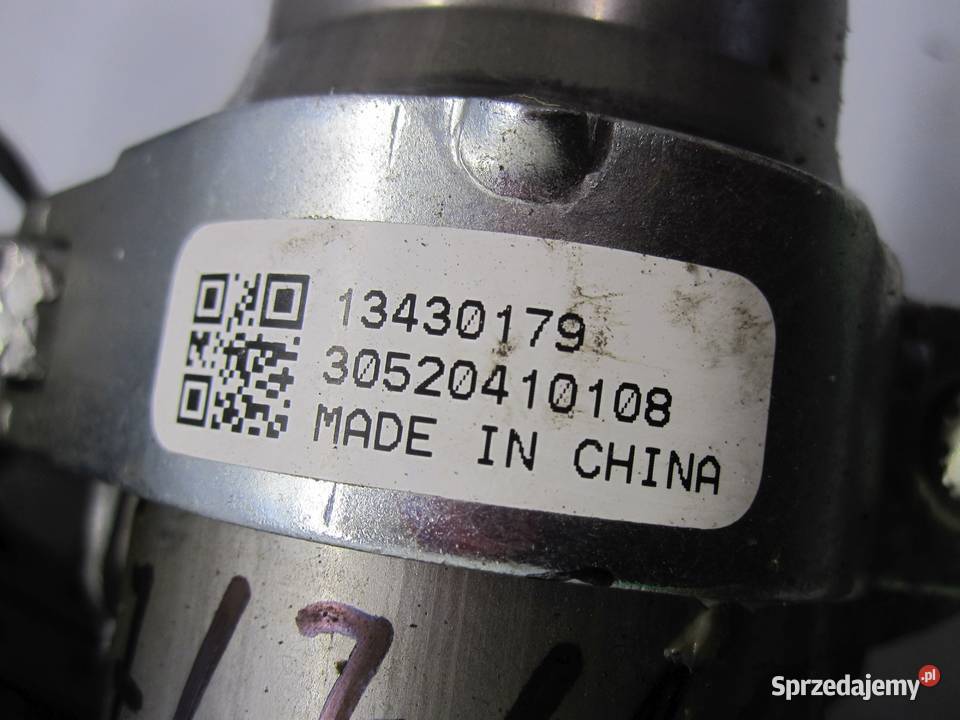 13430179
30520410108
MADE IN CHINA
Sprzedajemy.pl